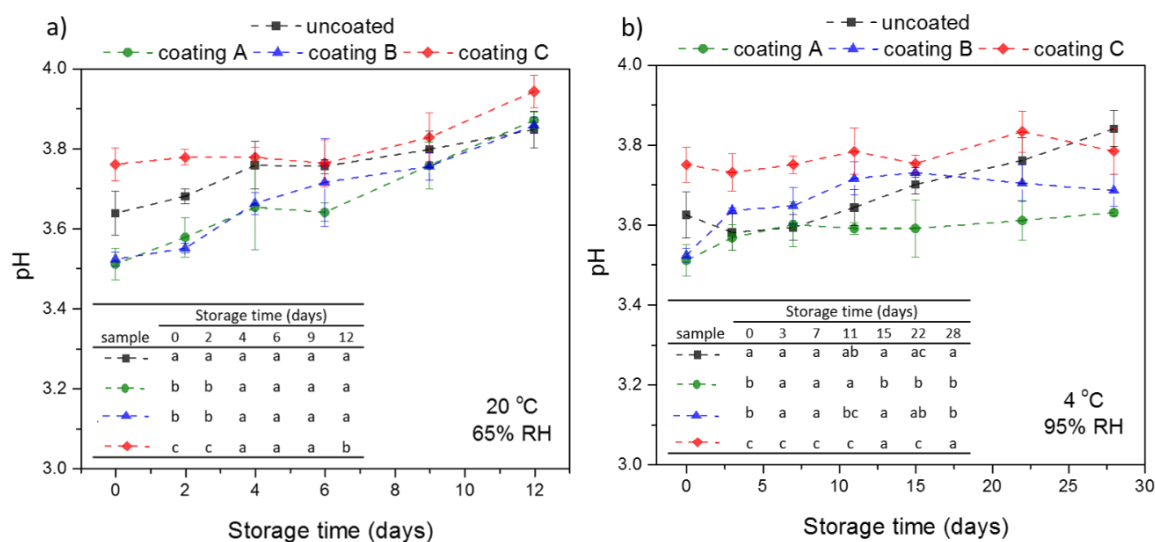 a)
uncoated
coating A coating B coating C
4.0
3.8
3.6
3.4
3.2
3.0
pH
Storage time (days)
sample 0 2 4 6 9 12
a a a a a a
b b a a a a
b b a a a a
c c a a a b
20 °C
65% RH
0 2 4 6 8 10 12
Storage time (days)
b)
uncoated
coating A coating B coating C
4.0
3.8
3.6
3.4
3.2
3.0
pH
Storage time (days)
sample 0 3 7 11 15 22 28
a a a ab a ac a
b a a a b b b
b a a bc a ab b
c c c c a c a
4 °C
95% RH
0 5 10 15 20 25 30
Storage time (days)